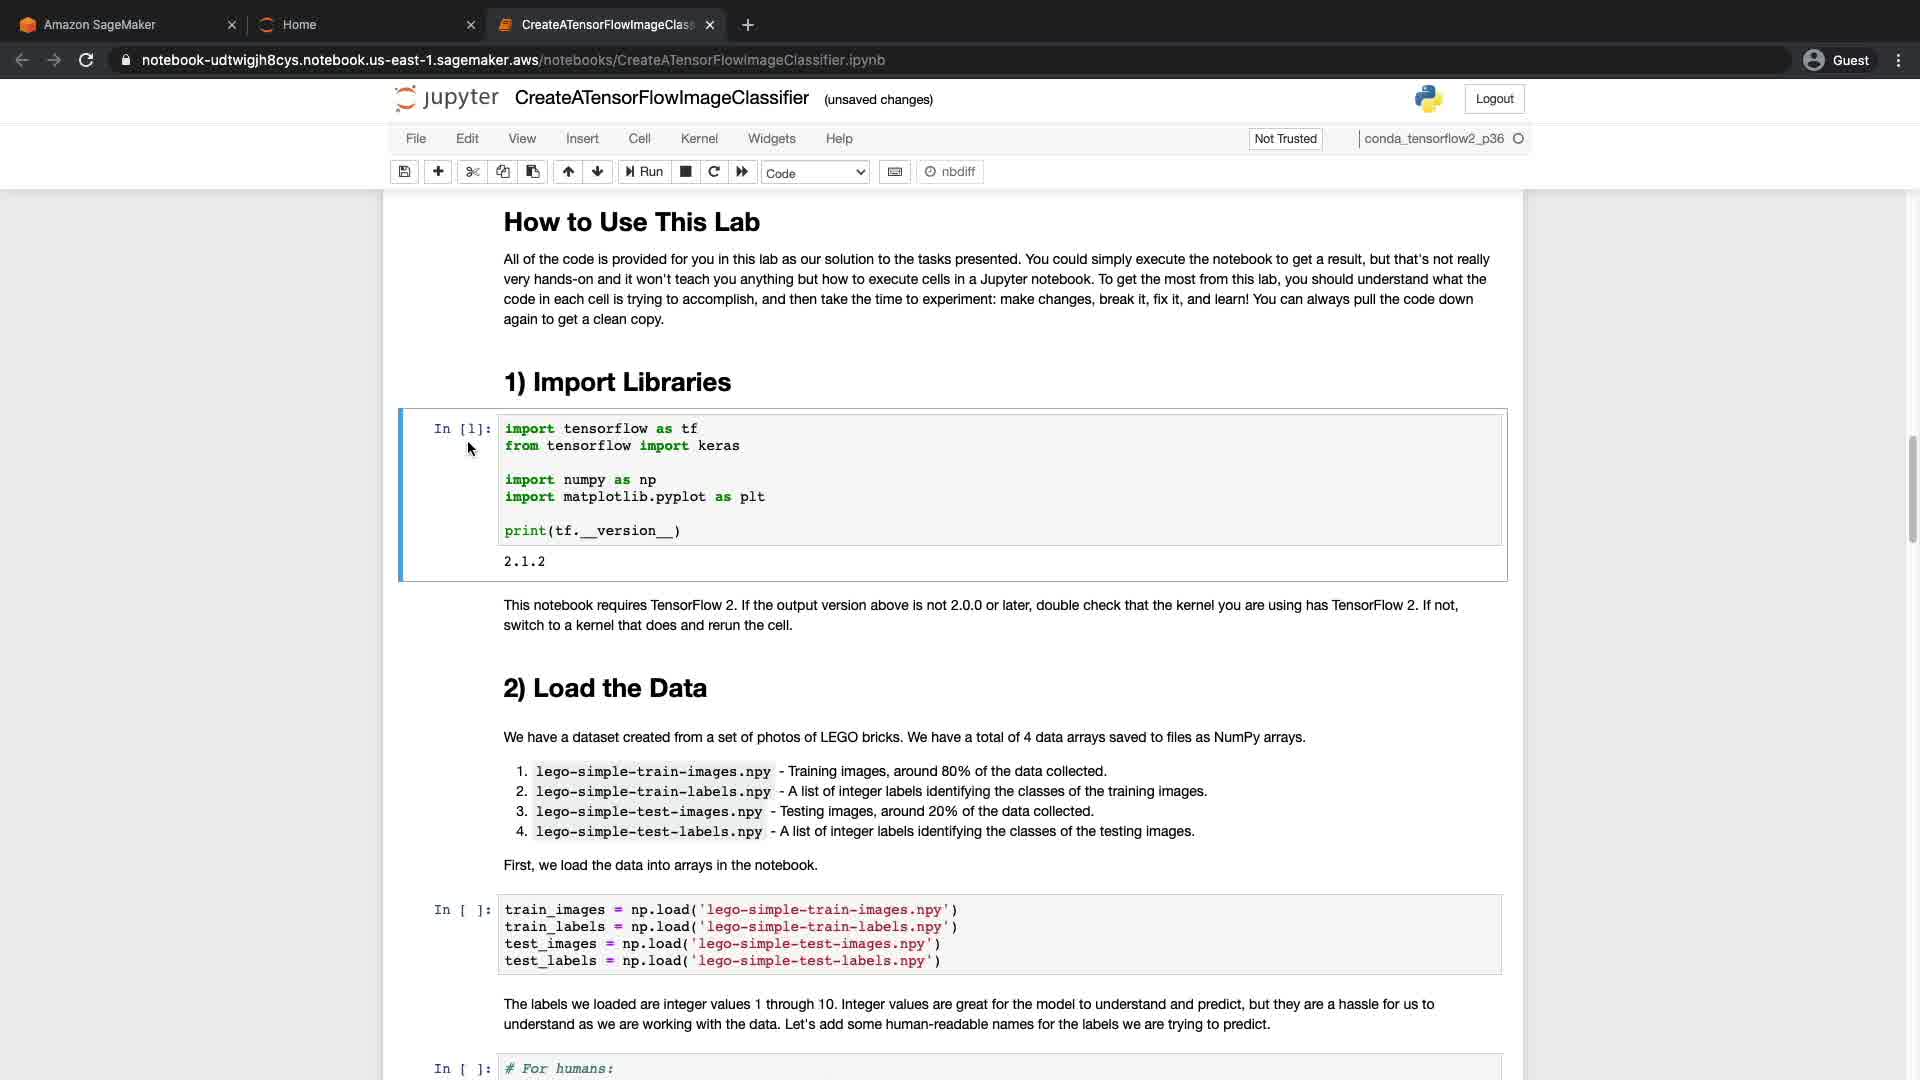 Amazon SageMaker
Home
CreateATensorFlowImageClass
notebook-udtwigjh8cys.notebook.us-east-1.sagemaker.aws/notebooks/CreateATensorFlowImageClassifier.ipynb
Guest
jupyter CreateATensorFlowImageClassifier (unsaved changes)
Logout
File Edit View Insert Cell Kernel Widgets Help
Not Trusted
conda_tensorflow2_p36
Run
Code
nbdiff
How to Use This Lab
All of the code is provided for you in this lab as our solution to the tasks presented. You could simply execute the notebook to get a result, but that's not really
very hands-on and it won't teach you anything but how to execute cells in a Jupyter notebook. To get the most from this lab, you should understand what the
code in each cell is trying to accomplish, and then take the time to experiment: make changes, break it, fix it, and learn! You can always pull the code down
again to get a clean copy.
1) Import Libraries
In [1]: import tensorflow as tf
from tensorflow import keras
import numpy as np
import matplotlib.pyplot as plt
print(tf.__version__)
2.1.2
This notebook requires TensorFlow 2. If the output version above is not 2.0.0 or later, double check that the kernel you are using has TensorFlow 2. If not,
switch to a kernel that does and rerun the cell.
2) Load the Data
We have a dataset created from a set of photos of LEGO bricks. We have a total of 4 data arrays saved to files as NumPy arrays.
1. lego-simple-train-images.npy - Training images, around 80% of the data collected.
2. lego-simple-train-labels.npy - A list of integer labels identifying the classes of the training images.
3. lego-simple-test-images.npy - Testing images, around 20% of the data collected.
4. lego-simple-test-labels.npy - A list of integer labels identifying the classes of the testing images.
First, we load the data into arrays in the notebook.
In [ ]: train_images = np.load('lego-simple-train-images.npy')
train_labels = np.load('lego-simple-train-labels.npy')
test_images = np.load('lego-simple-test-images.npy')
test_labels = np.load('lego-simple-test-labels.npy')
The labels we loaded are integer values 1 through 10. Integer values are great for the model to understand and predict, but they are a hassle for us to
understand as we are working with the data. Let's add some human-readable names for the labels we are trying to predict.
In [ ]: # For humans: